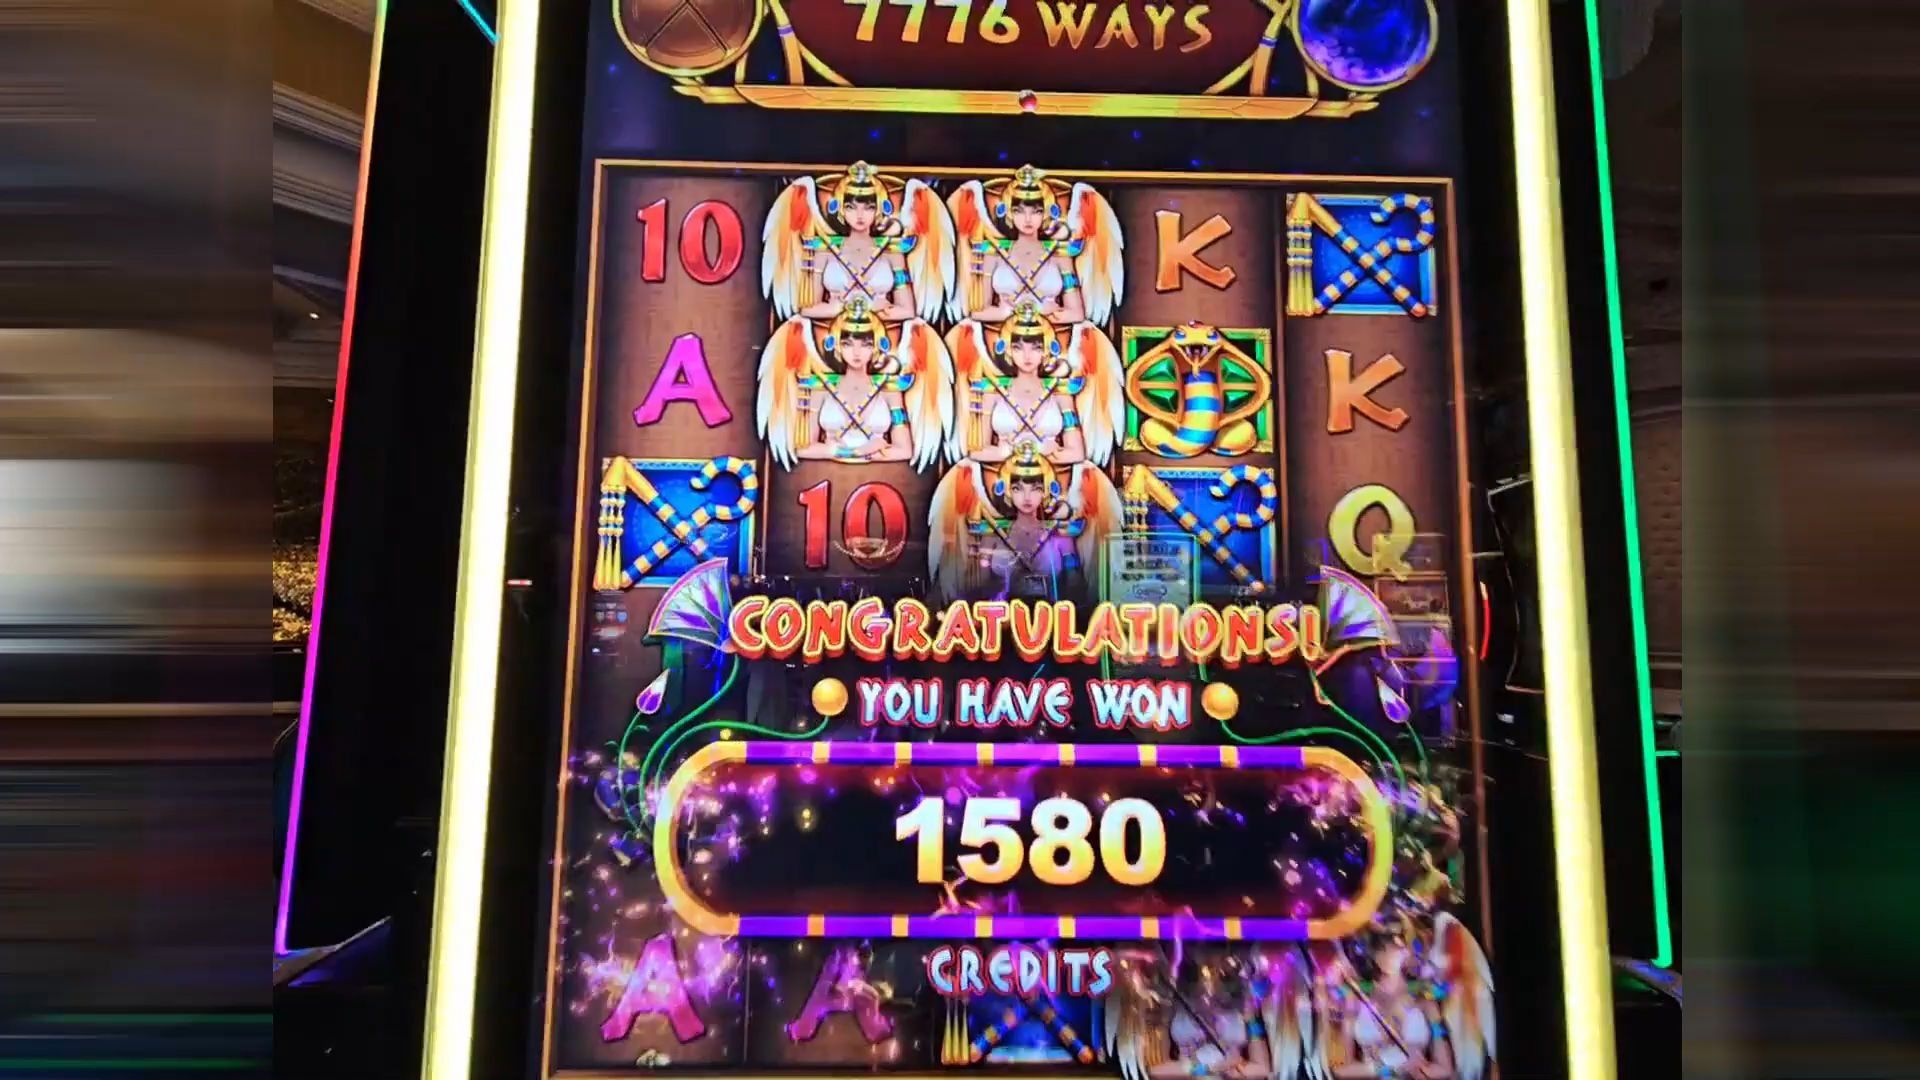 7776 WAYS
10 K
A K
10 Q
CONGRATULATIONS!
YOU HAVE WON
1580
CREDITS
A A